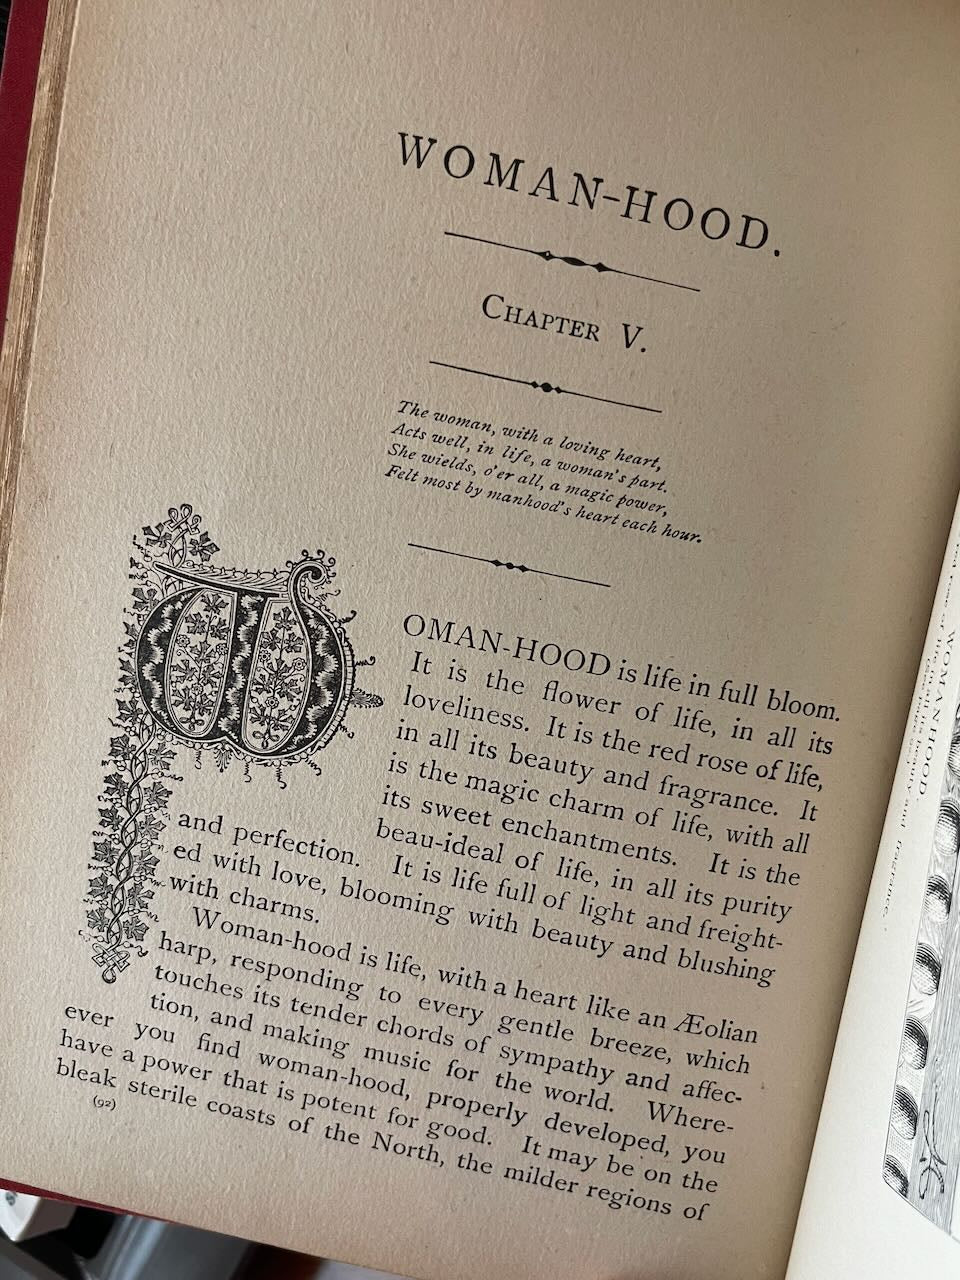 WOMAN-HOOD.
CHAPTER V.
The woman, with a loving heart,
Acts well, in life, a woman's part.
She wields, o'er all, a magic power,
Felt most by manhood's heart each hour.
WOMAN-HOOD is life in full bloom.
It is the flower of life, in all its
loveliness. It is the red rose of life,
in all its beauty and fragrance. It
is the magic charm of life, with all
its sweet enchantments. It is the
beau-ideal of life, in all its purity
and perfection. It is life full of light and freight-
ed with love, blooming with beauty and blushing
with charms.
Woman-hood is life, with a heart like an Æolian
harp, responding to every gentle breeze, which
touches its tender chords of sympathy and affec-
tion, and making music for the world. Where-
ever you find woman-hood, properly developed, you
have a power that is potent for good. It may be on the
bleak sterile coasts of the North, the milder regions of
(92)
WOMANHOOD.